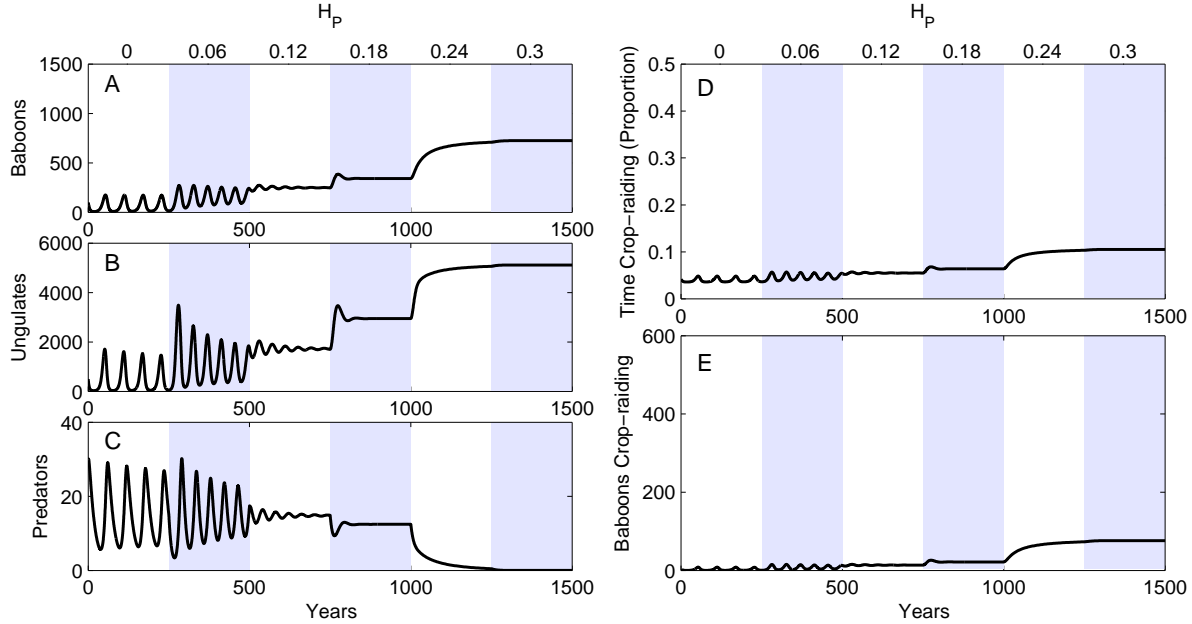 H_P
0 0.06 0.12 0.18 0.24 0.3
A
Baboons
1500
1000
500
0
0 500 1000 1500
B
Ungulates
6000
4000
2000
0
0 500 1000 1500
C
Predators
40
20
0
0 500 1000 1500
Years
H_P
0 0.06 0.12 0.18 0.24 0.3
D
Time Crop−raiding (Proportion)
0.5
0.4
0.3
0.2
0.1
0
0 500 1000 1500
E
Baboons Crop−raiding
600
400
200
0
0 500 1000 1500
Years